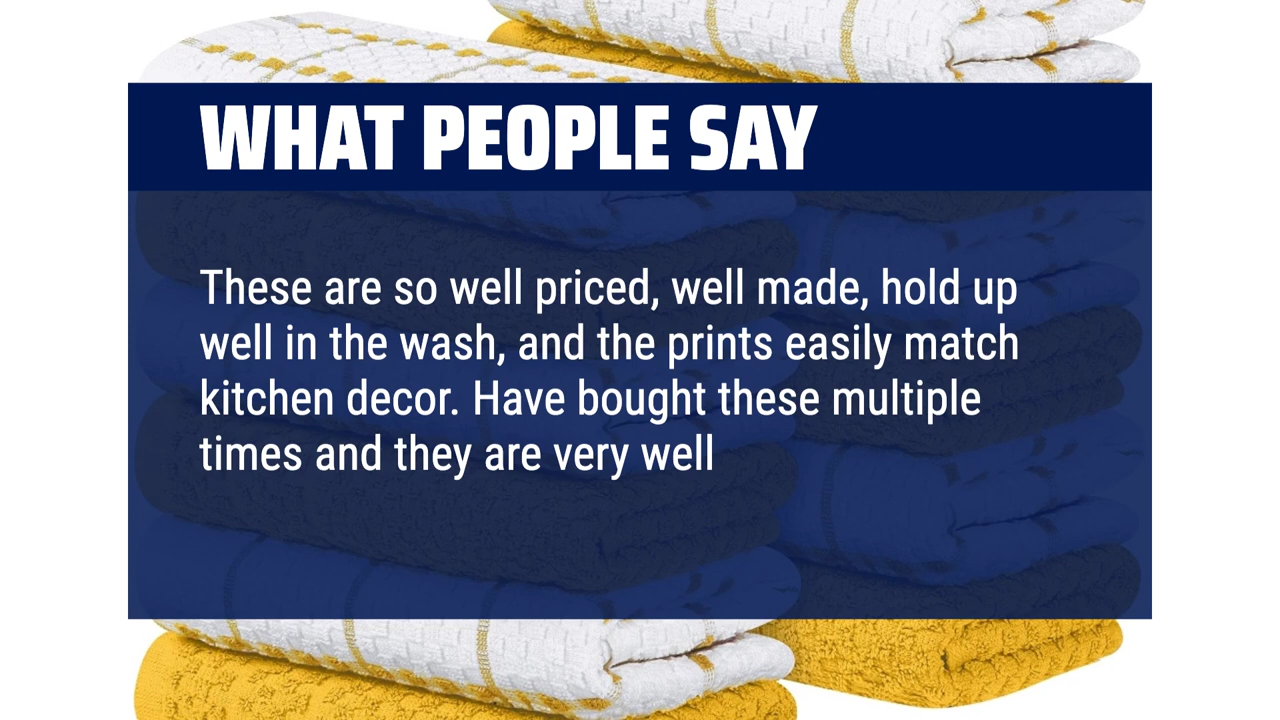 WHAT PEOPLE SAY
These are so well priced, well made, hold up
well in the wash, and the prints easily match
kitchen decor. Have bought these multiple
times and they are very well